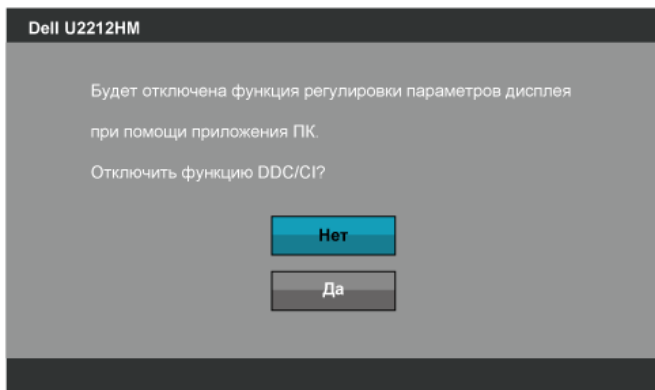 Dell U2212HM
Будет отключена функция регулировки параметров дисплея
при помощи приложения ПК.
Отключить функцию DDC/CI?
Нет
Да